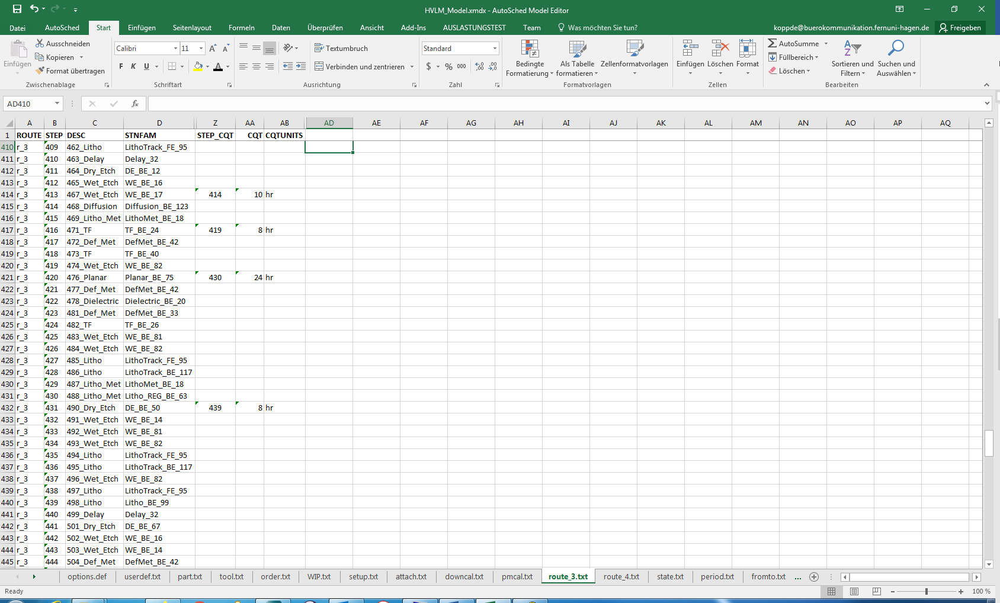 HVLM_Model.xmdx - AutoSched Model Editor
Datei AutoSched Start Einfügen Seitenlayout Formeln Daten Überprüfen Ansicht Add-Ins AUSLASTUNGSTEST Team Was möchten Sie tun? koppde@buerokommunikation.fernuni-hagen.de Freigeben
Einfügen
Ausschneiden
Kopieren
Format übertragen
Calibri 11
F K U A
Textumbruch
Verbinden und zentrieren
Standard
$ % 000
Bedingte Formatierung
Als Tabelle formatieren
Zellenformatvorlagen
Einfügen Löschen Format
AutoSumme
Füllbereich
Löschen
Sortieren und Filtern
Suchen und Auswählen
Zwischenablage Schriftart Ausrichtung Zahl Formatvorlagen Zellen Bearbeiten
AD410 fx
A B C D Z AA AB AD AE AF AG AH AI AJ AK AL AM AN AO AP AQ
1 ROUTE STEP DESC STNFAM STEP_CQT CQT CQTUNITS
410 r_3 409 462_Litho LithoTrack_FE_95
411 r_3 410 463_Delay Delay_32
412 r_3 411 464_Dry_Etch DE_BE_12
413 r_3 412 465_Wet_Etch WE_BE_16
414 r_3 413 467_Wet_Etch WE_BE_17 414 10 hr
415 r_3 414 468_Diffusion Diffusion_BE_123
416 r_3 415 469_Litho_Met LithoMet_BE_18
417 r_3 416 471_TF TF_BE_24 419 8 hr
418 r_3 417 472_Def_Met DefMet_BE_42
419 r_3 418 473_TF TF_BE_40
420 r_3 419 474_Wet_Etch WE_BE_82
421 r_3 420 476_Planar Planar_BE_75 430 24 hr
422 r_3 421 477_Def_Met DefMet_BE_42
423 r_3 422 478_Dielectric Dielectric_BE_20
424 r_3 423 481_Def_Met DefMet_BE_33
425 r_3 424 482_TF TF_BE_26
426 r_3 425 483_Wet_Etch WE_BE_81
427 r_3 426 484_Wet_Etch WE_BE_82
428 r_3 427 485_Litho LithoTrack_FE_95
429 r_3 428 486_Litho LithoTrack_BE_117
430 r_3 429 487_Litho_Met LithoMet_BE_18
431 r_3 430 488_Litho_Met Litho_REG_BE_63
432 r_3 431 490_Dry_Etch DE_BE_50 439 8 hr
433 r_3 432 491_Wet_Etch WE_BE_14
434 r_3 433 492_Wet_Etch WE_BE_81
435 r_3 434 493_Wet_Etch WE_BE_82
436 r_3 435 494_Litho LithoTrack_FE_95
437 r_3 436 495_Litho LithoTrack_BE_117
438 r_3 437 496_Wet_Etch WE_BE_82
439 r_3 438 497_Litho LithoTrack_FE_95
440 r_3 439 498_Litho Litho_BE_99
441 r_3 440 499_Delay Delay_32
442 r_3 441 501_Dry_Etch DE_BE_67
443 r_3 442 502_Wet_Etch WE_BE_16
444 r_3 443 503_Wet_Etch WE_BE_14
445 r_3 444 504_Def_Met DefMet_BE_42
options.def userdef.txt part.txt tool.txt order.txt WIP.txt setup.txt attach.txt downcal.txt pmcal.txt route_3.txt route_4.txt state.txt period.txt fromto.txt ...
Ready 100 %